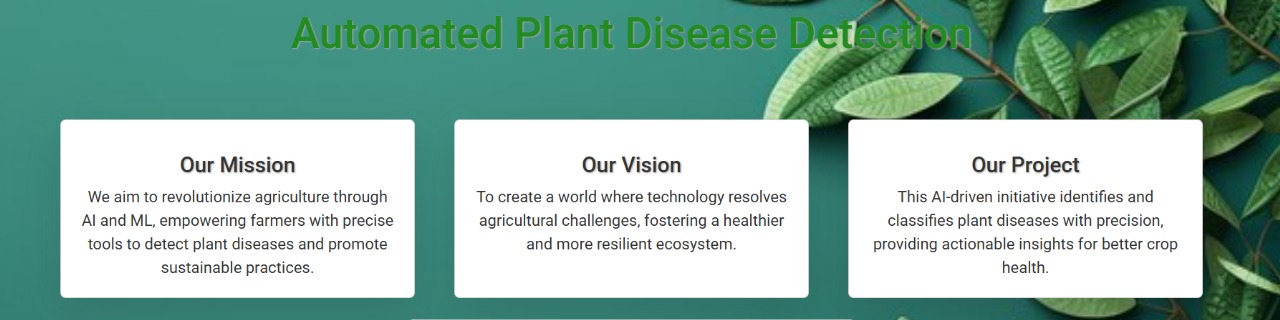 Automated Plant Disease Detection
Our Mission
We aim to revolutionize agriculture through
AI and ML, empowering farmers with precise
tools to detect plant diseases and promote
sustainable practices.
Our Vision
To create a world where technology resolves
agricultural challenges, fostering a healthier
and more resilient ecosystem.
Our Project
This AI-driven initiative identifies and
classifies plant diseases with precision,
providing actionable insights for better crop
health.